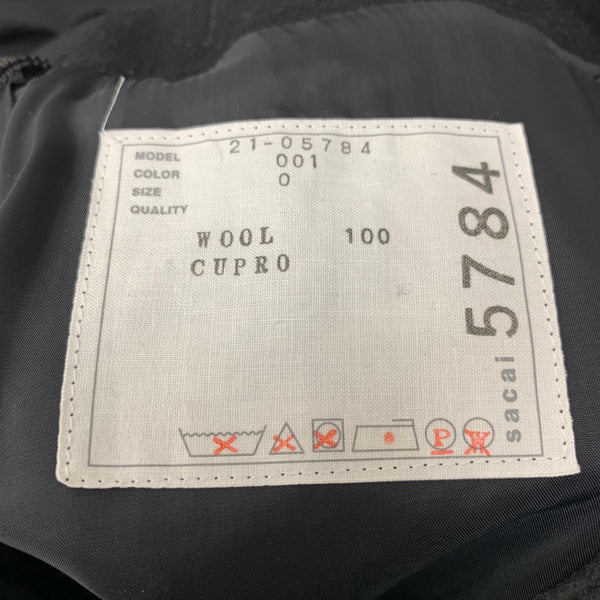 MODEL 21-05784
COLOR 001
SIZE 0
QUALITY
WOOL 100
CUPRO
sacai 5784
P W